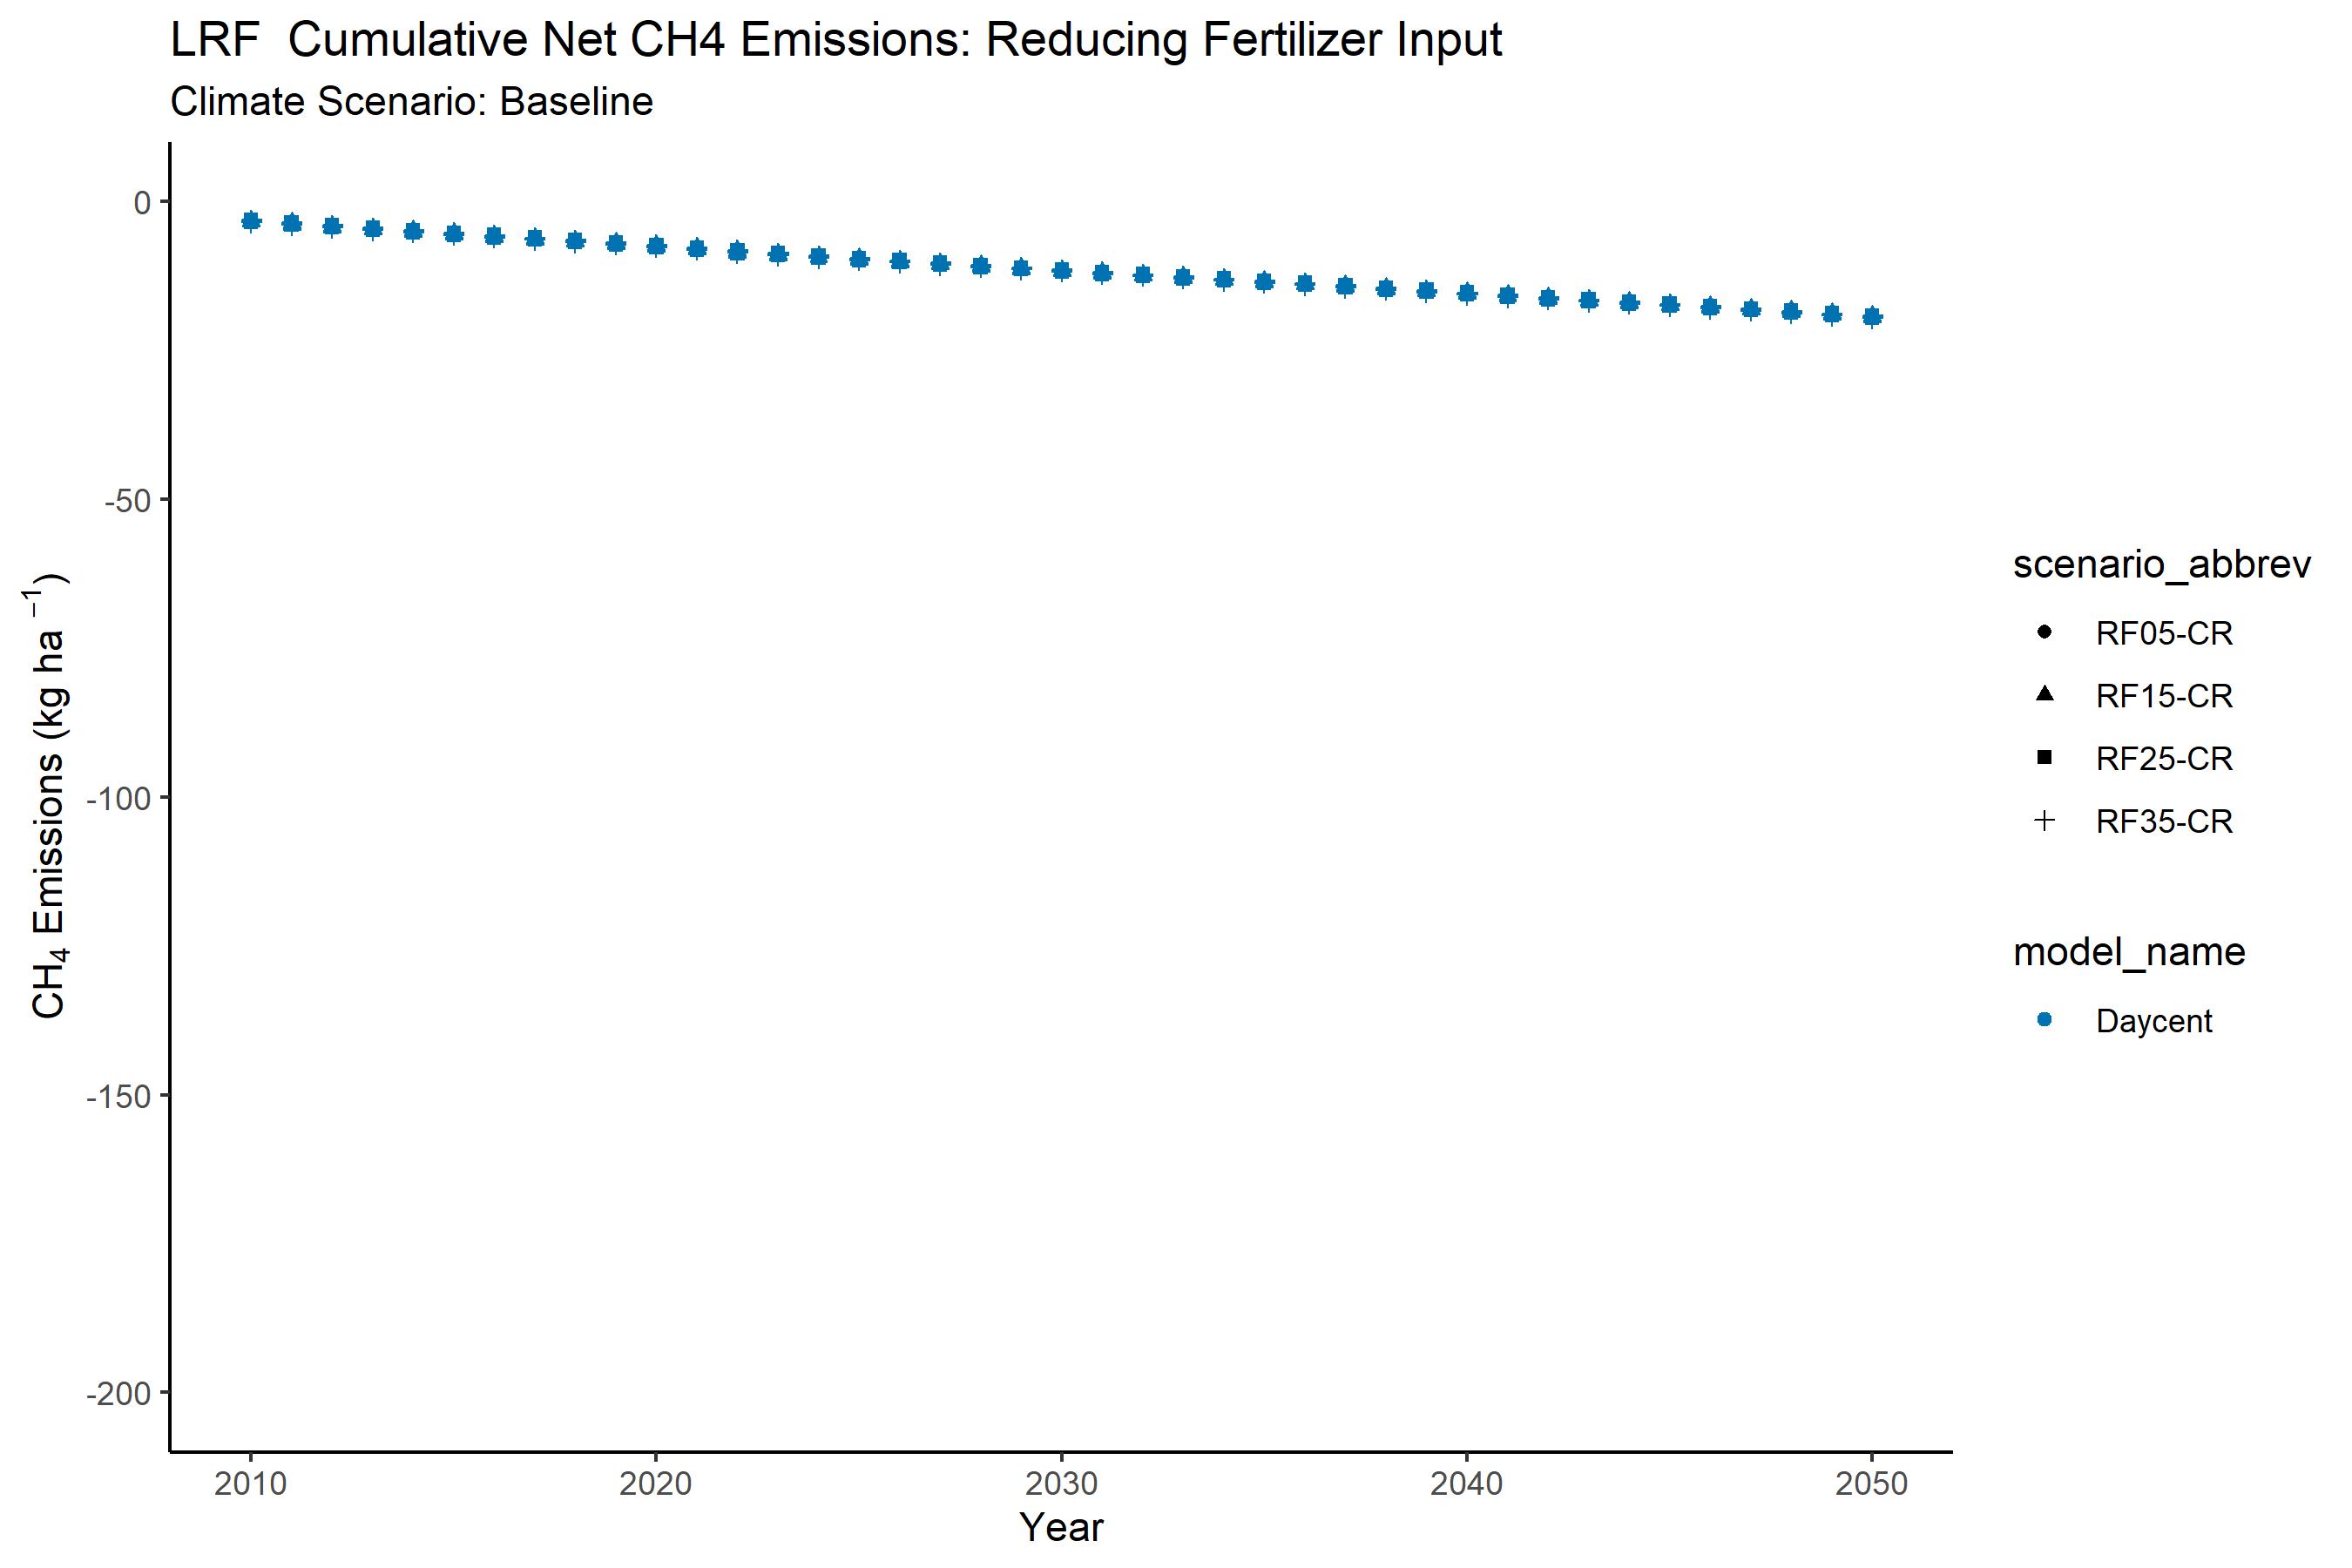 LRF  Cumulative Net CH4 Emissions: Reducing Fertilizer Input
Climate Scenario: Baseline
CH₄ Emissions (kg ha ⁻¹)
0
-50
-100
-150
-200
2010 2020 2030 2040 2050
Year
scenario_abbrev
RF05-CR
RF15-CR
RF25-CR
RF35-CR
model_name
Daycent